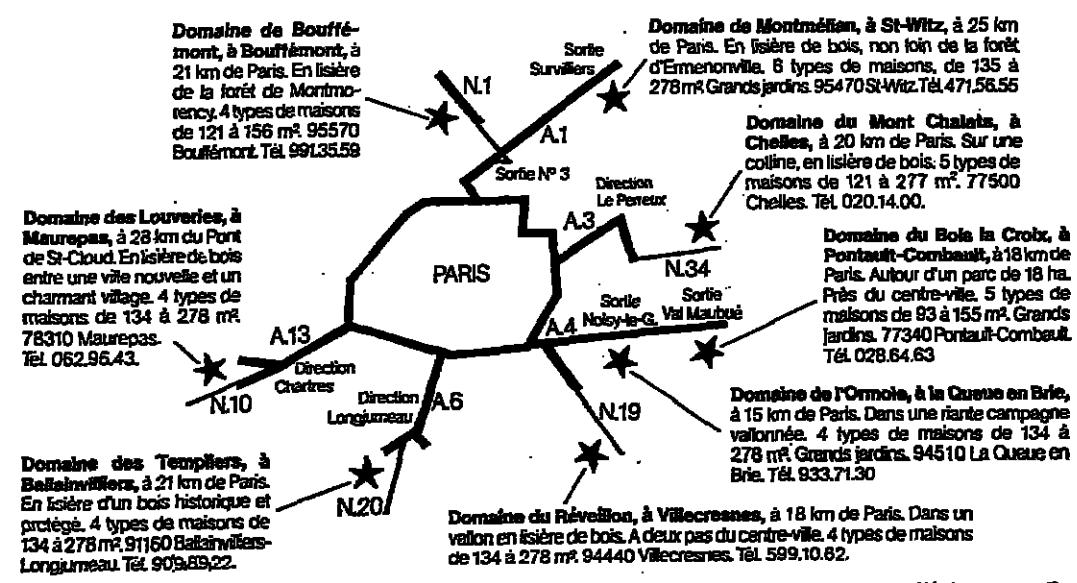 Domaine de Bouffé-
mont, à Bouffémont, à
21 km de Paris. En lisière
de la forêt de Montmo-
rency. 4 types de maisons
de 121 à 156 m². 95570
Bouffémont. Tél. 991.35.59
Domaine de Montmélian, à St-Witz, à 25 km
de Paris. En lisière de bois, non loin de la forêt
d'Ermenonville. 6 types de maisons, de 135 à
278 m². Grands jardins. 95470 St-Witz. Tél. 471.56.55
Sortie
Survilliers
N.1
A.1
Sortie N° 3
Domaine du Mont Chalats, à
Chelles, à 20 km de Paris. Sur une
colline, en lisière de bois. 5 types de
maisons de 121 à 277 m². 77500
Chelles. Tél. 020.14.00.
Direction
Le Perreux
A.3
N.34
Domaine des Louveries, à
Maurepas, à 28 km du Pont
de St-Cloud. En lisière de bois
entre une ville nouvelle et un
charmant village. 4 types de
maisons de 134 à 278 m².
78310 Maurepas.
Tél. 062.95.43.
PARIS
Domaine du Bois la Croix, à
Pontault-Combault, à 18 km de
Paris. Autour d'un parc de 18 ha.
Près du centre-ville. 5 types de
maisons de 93 à 155 m². Grands
jardins. 77340 Pontault-Combault.
Tél. 028.64.63
Sortie
Noisy-le-G.
Sortie
Val Maubué
A.4
A.13
Direction
Chartres
N.10
Direction
Longjumeau
A.6
N.19
N.20
Domaine de l'Ormoie, à la Queue en Brie,
à 15 km de Paris. Dans une riante campagne
vallonnée. 4 types de maisons de 134 à
278 m². Grands jardins. 94510 La Queue en
Brie. Tél. 933.71.30
Domaine des Templiers, à
Ballainvilliers, à 21 km de Paris.
En lisière d'un bois historique et
protégé. 4 types de maisons de
134 à 278 m². 91160 Ballainvilliers-
Longjumeau. Tél. 909.89.22.
Domaine du Réveillon, à Villecresnes, à 18 km de Paris. Dans un
vallon en lisière de bois. A deux pas du centre-ville. 4 types de maisons
de 134 à 278 m². 94440 Villecresnes. Tél. 599.10.62.